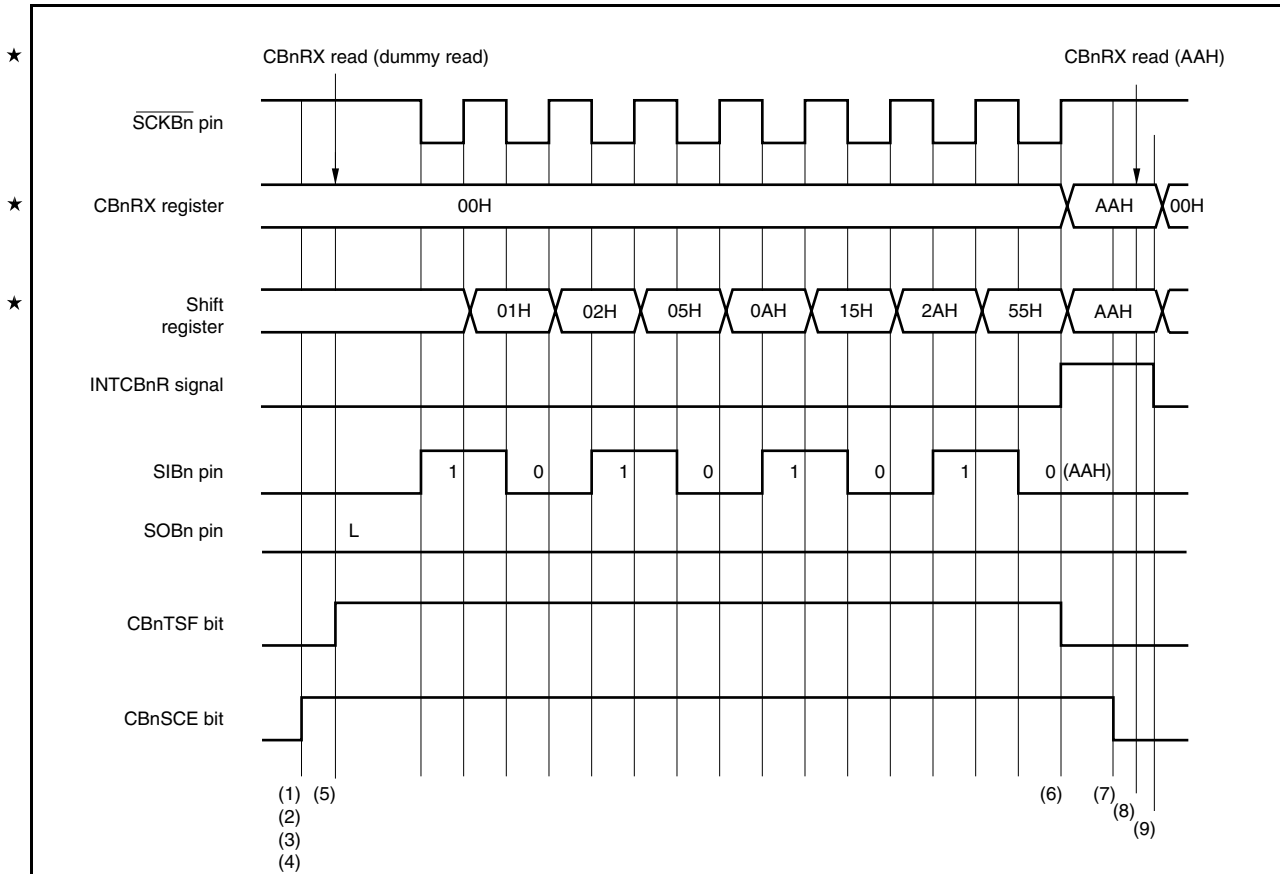 ★
CBnRX read (dummy read) CBnRX read (AAH)
SCKBn pin
★ CBnRX register 00H AAH 00H
★ Shift register 01H 02H 05H 0AH 15H 2AH 55H AAH
INTCBnR signal
SIBn pin 1 0 1 0 1 0 1 0 (AAH)
SOBn pin L
CBnTSF bit
CBnSCE bit
(1) (5) (6) (7)
(2) (8)
(3) (9)
(4)